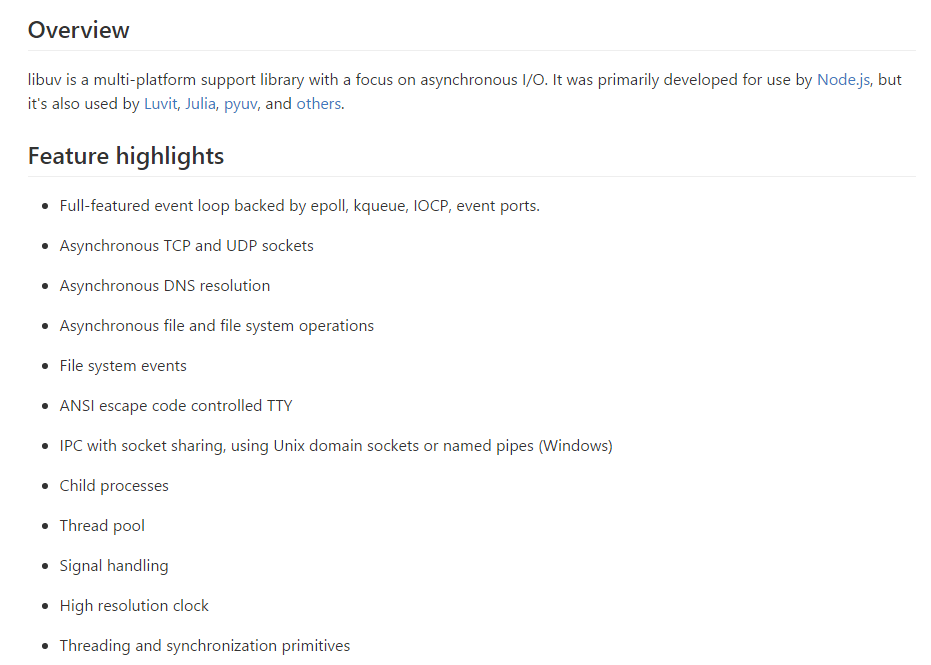 Overview
libuv is a multi-platform support library with a focus on asynchronous I/O. It was primarily developed for use by Node.js, but
it's also used by Luvit, Julia, pyuv, and others.
Feature highlights
• Full-featured event loop backed by epoll, kqueue, IOCP, event ports.
• Asynchronous TCP and UDP sockets
• Asynchronous DNS resolution
• Asynchronous file and file system operations
• File system events
• ANSI escape code controlled TTY
• IPC with socket sharing, using Unix domain sockets or named pipes (Windows)
• Child processes
• Thread pool
• Signal handling
• High resolution clock
• Threading and synchronization primitives